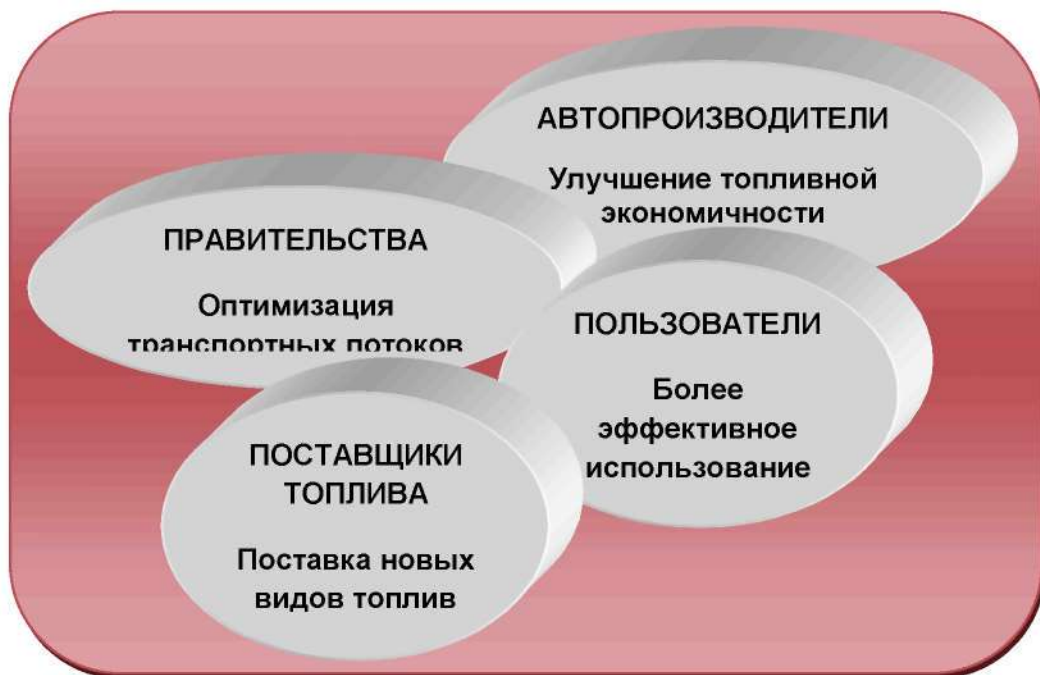 АВТОПРОИЗВОДИТЕЛИ
Улучшение топливной
экономичности
ПРАВИТЕЛЬСТВА
Оптимизация
транспортных потоков
ПОЛЬЗОВАТЕЛИ
Более
эффективное
использование
ПОСТАВЩИКИ
ТОПЛИВА
Поставка новых
видов топлив